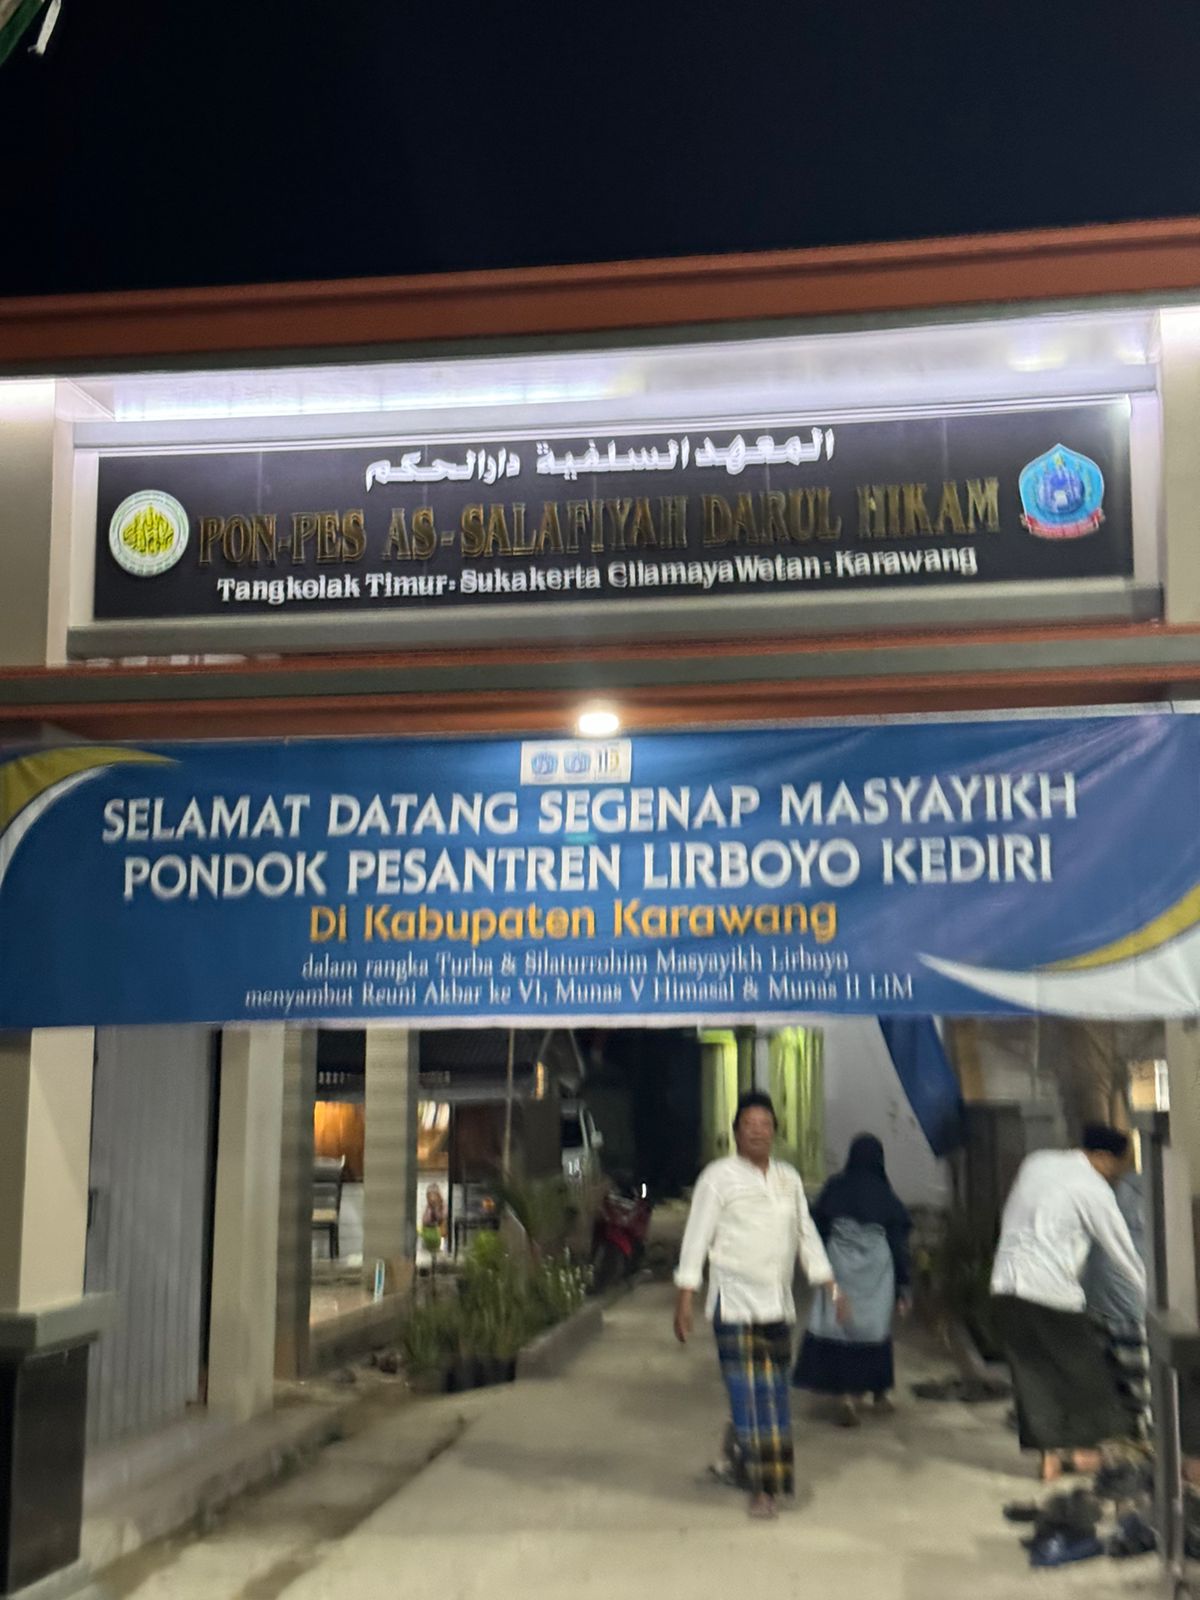 المعهد السلفية دار الحكم
PON-PES AS-SALAFIYAH DARUL HIKAM
Tangkolak Timur - Sukakerta Cilamaya Wetan - Karawang
SELAMAT DATANG SEGENAP MASYAYIKH
PONDOK PESANTREN LIRBOYO KEDIRI
Di Kabupaten Karawang
dalam rangka Turba & Silaturrohim Masyayikh Lirboyo
menyambut Reuni Akbar ke VI, Munas V Himasal & Munas II LIM